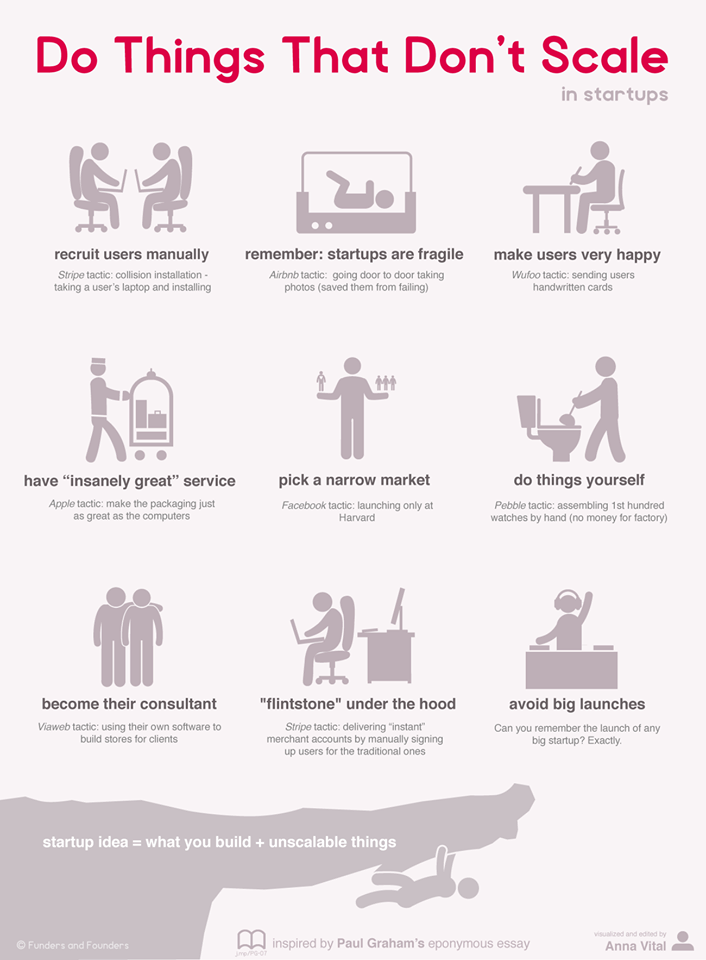 Do Things That Don't Scale
in startups
recruit users manually
Stripe tactic: collision installation -
taking a user's laptop and installing
remember: startups are fragile
Airbnb tactic: going door to door taking
photos (saved them from failing)
make users very happy
Wufoo tactic: sending users
handwritten cards
have “insanely great” service
Apple tactic: make the packaging just
as great as the computers
pick a narrow market
Facebook tactic: launching only at
Harvard
do things yourself
Pebble tactic: assembling 1st hundred
watches by hand (no money for factory)
become their consultant
Viaweb tactic: using their own software to
build stores for clients
"flintstone" under the hood
Stripe tactic: delivering “instant”
merchant accounts by manually signing
up users for the traditional ones
avoid big launches
Can you remember the launch of any
big startup? Exactly.
startup idea = what you build + unscalable things
© Funders and Founders
j.mp/PG-DT
inspired by Paul Graham's eponymous essay
visualized and edited by
Anna Vital